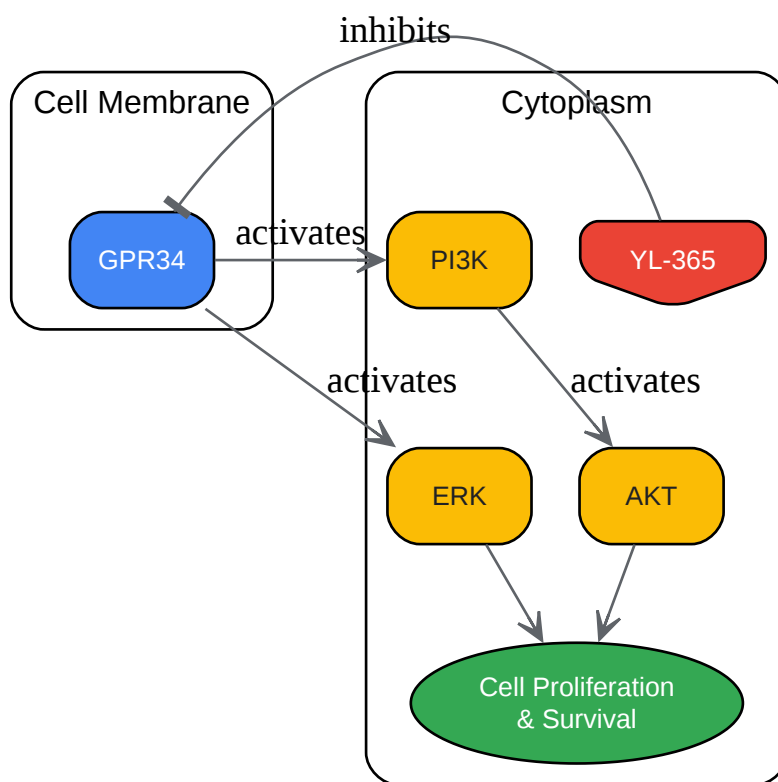 inhibits
Cell Membrane
Cytoplasm
activates
GPR34
PI3K
YL-365
activates
activates
ERK
AKT
Cell Proliferation
& Survival